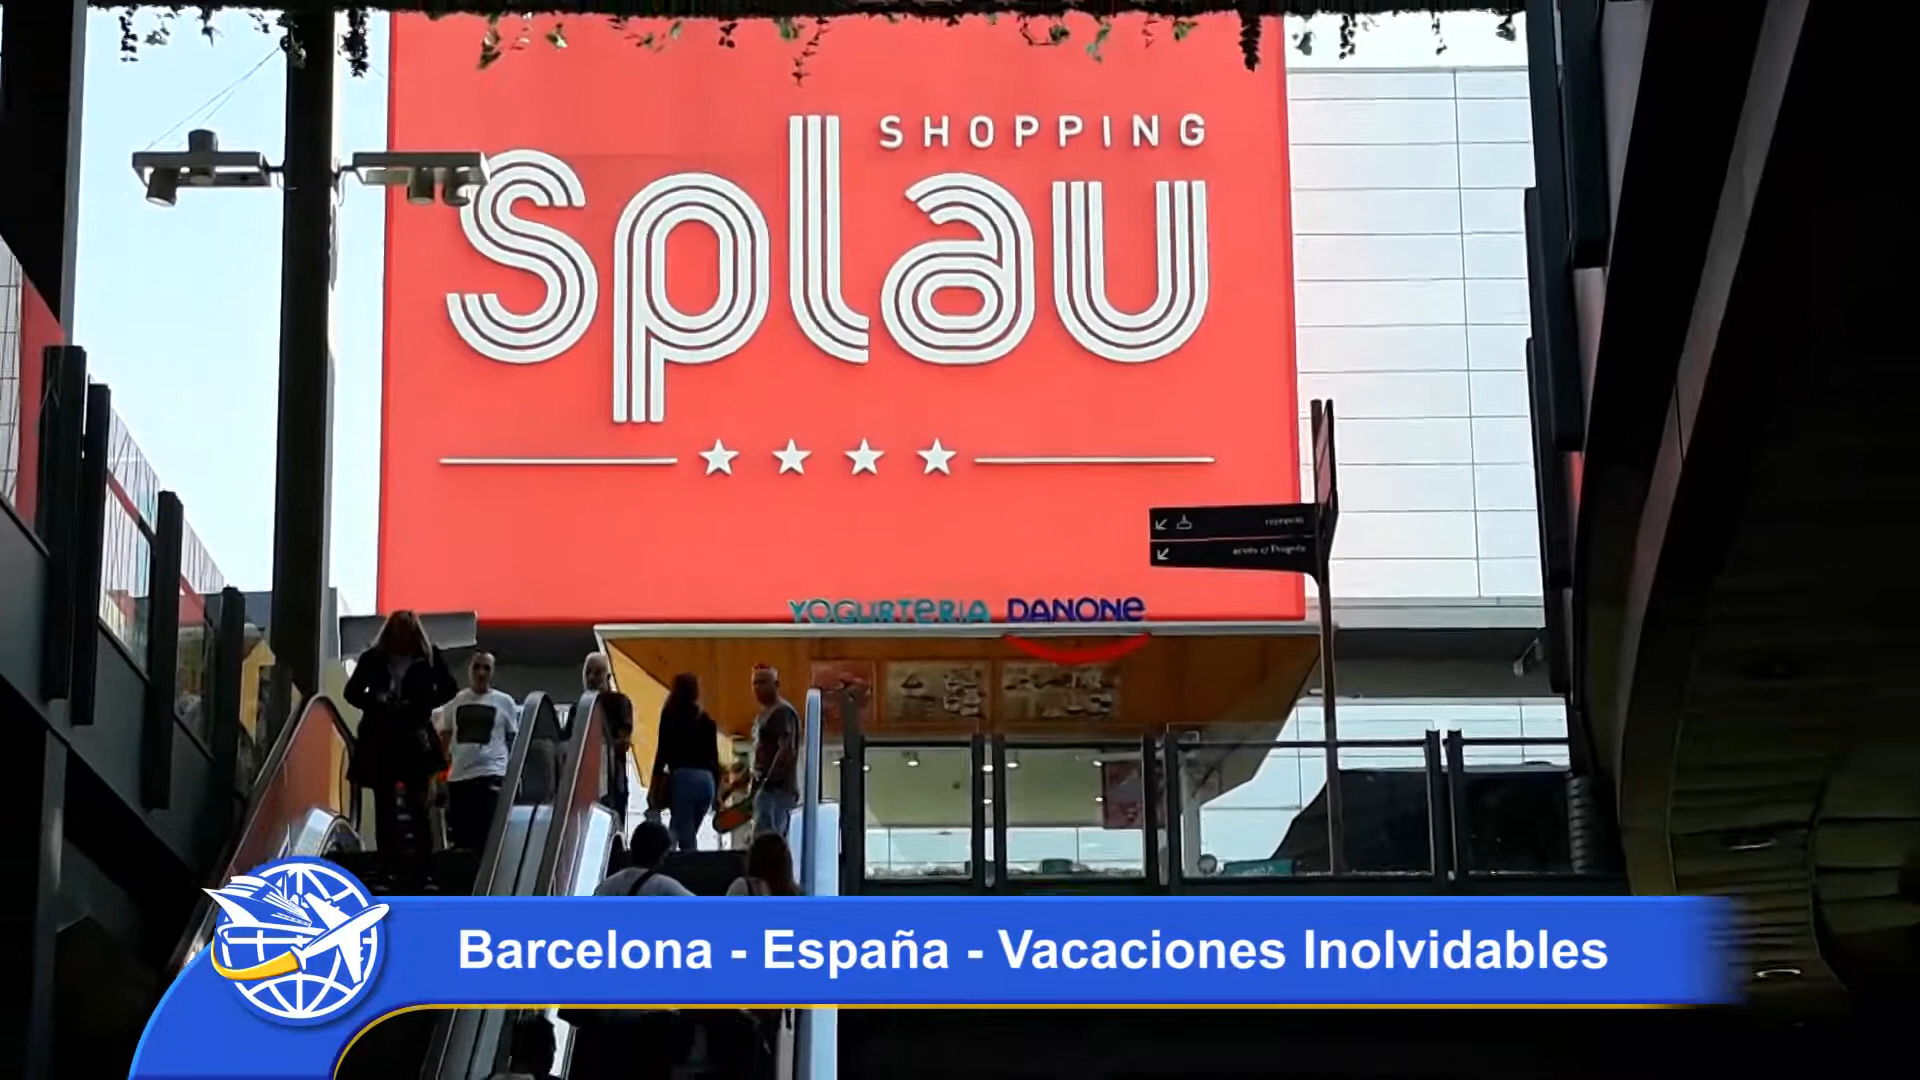 SHOPPING
Splau
YOGURTERIA DANONE
Barcelona - España - Vacaciones Inolvidables